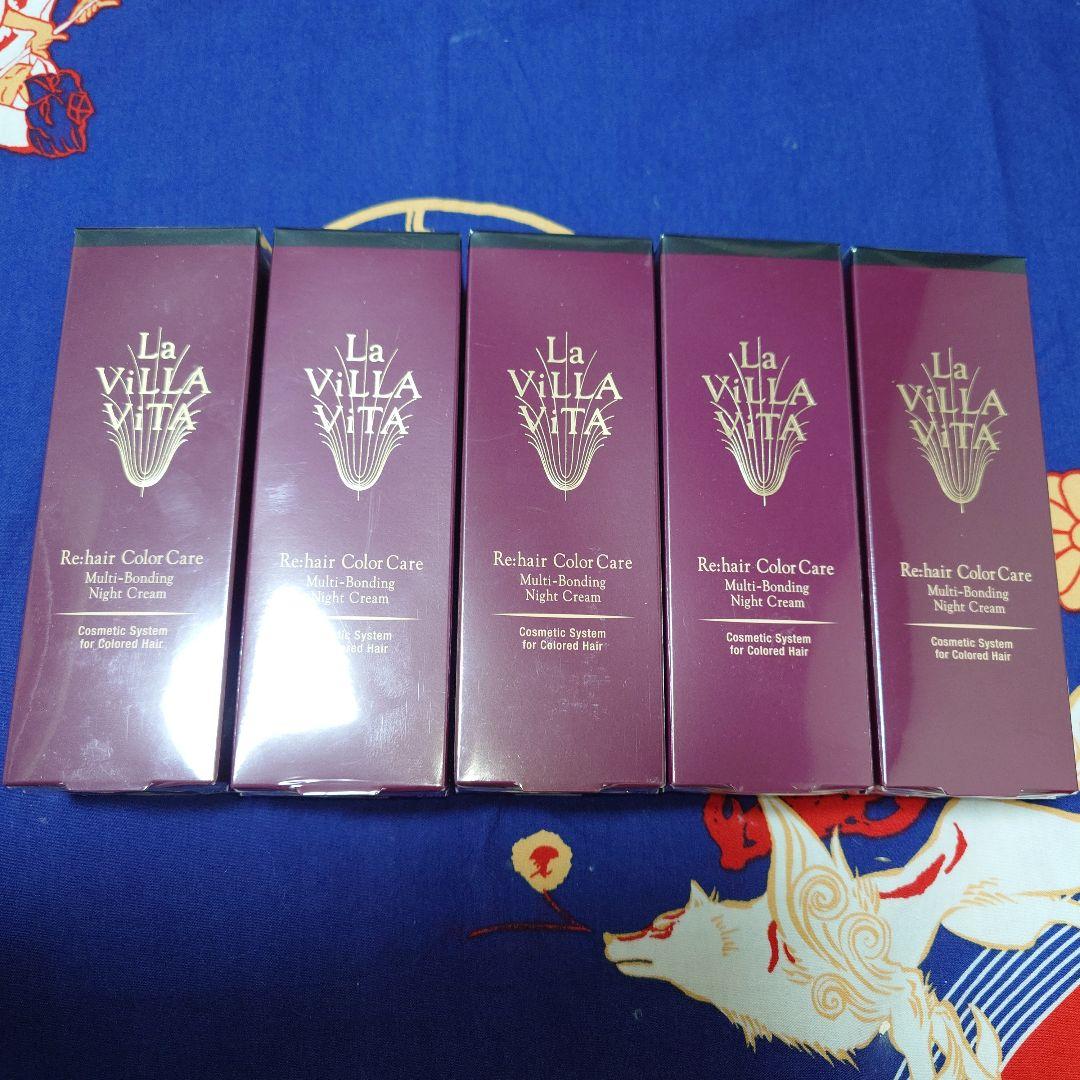 La
ViLLA
ViTA
Re:hair Color Care
Multi-Bonding
Night Cream
Cosmetic System
for Colored Hair
La
ViLLA
ViTA
Re:hair Color Care
Multi-Bonding
Night Cream
for Colored Hair
La
ViLLA
ViTA
Re:hair Color Care
Multi-Bonding
Night Cream
Cosmetic System
for Colored Hair
La
ViLLA
ViTA
Re:hair Color Care
Multi-Bonding
Night Cream
Cosmetic System
for Colored Hair
La
ViLLA
ViTA
Re:hair Color Care
Multi-Bonding
Night Cream
Cosmetic System
for Colored Hair